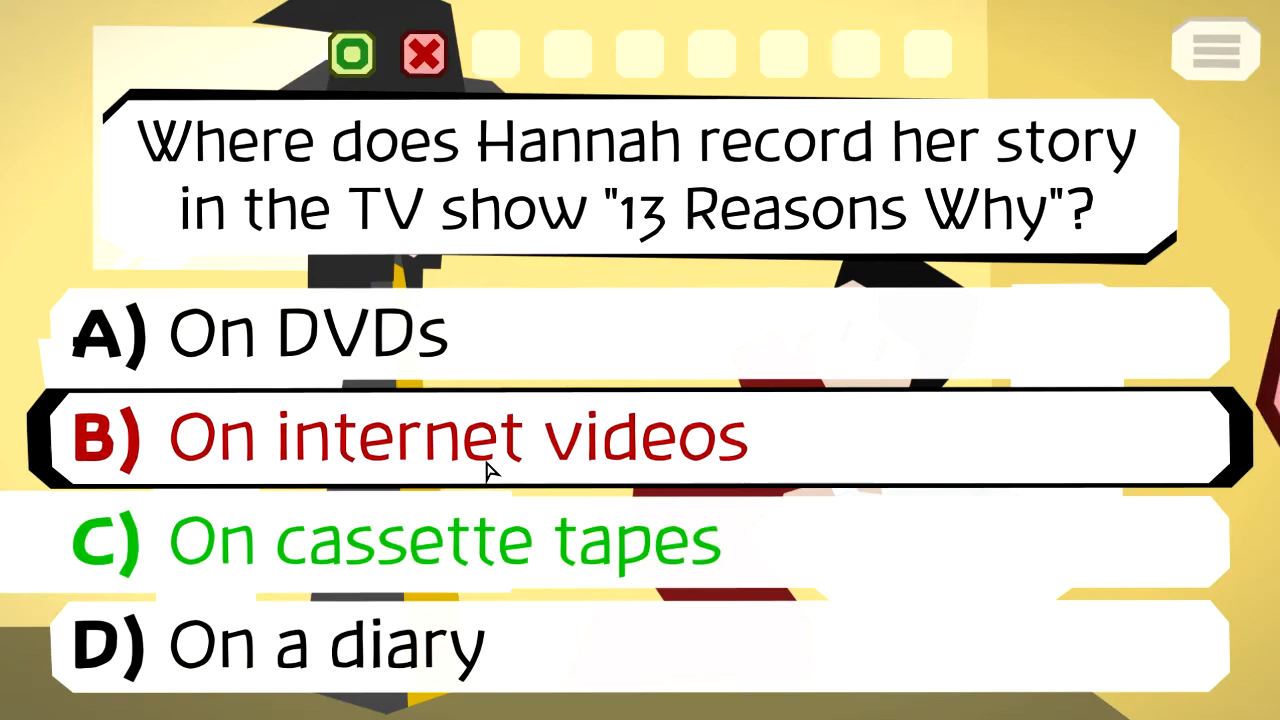 Where does Hannah record her story
in the TV show "13 Reasons Why"?
A) On DVDs
B) On internet videos
C) On cassette tapes
D) On a diary